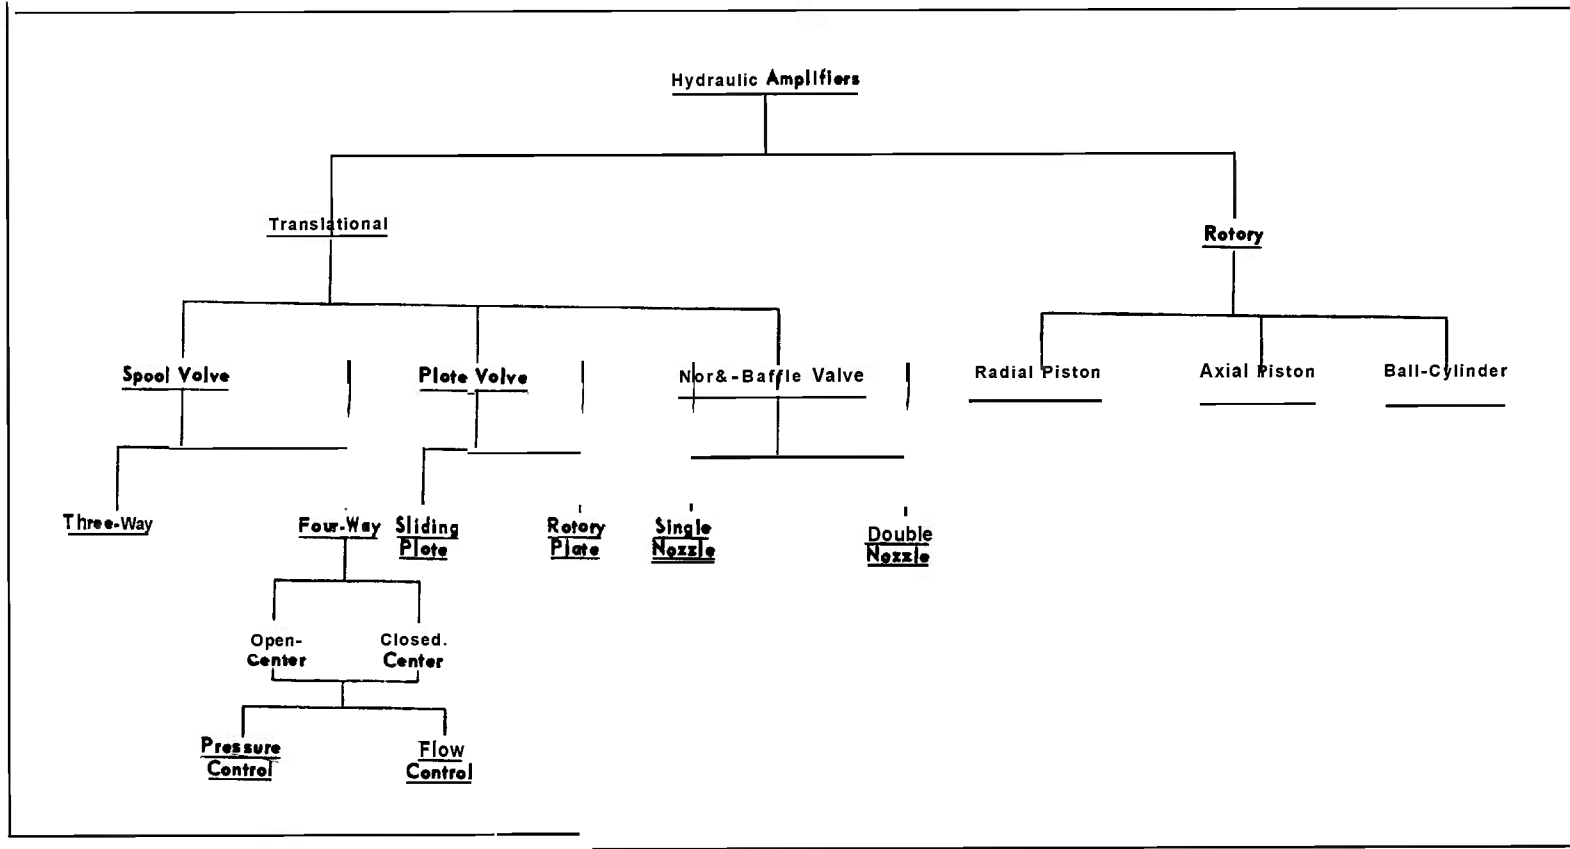 Hydraulic Amplifiers
Translational
Rotory
Spool Volve
Plote Volve
Nor&-Baffle Valve
Radial Piston
Axial Piston
Ball-Cylinder
Three-Way
Four-Way
Sliding
Plote
Rotory
Plate
Single
Nozzle
Double
Nozzle
Open-
Center
Closed.
Center
Pressure
Control
Flow
Control